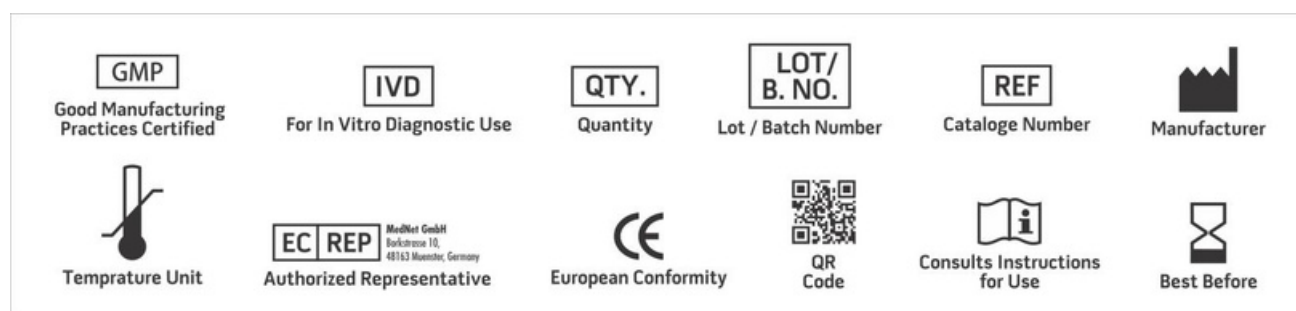 GMP
Good Manufacturing
Practices Certified
IVD
For In Vitro Diagnostic Use
QTY.
Quantity
LOT/
B. NO.
Lot / Batch Number
REF
Cataloge Number
Manufacturer
Temprature Unit
EC REP
MedNet GmbH
Borkstrasse 10,
48163 Muenster, Germany
Authorized Representative
CE
European Conformity
QR
Code
i
Consults Instructions
for Use
Best Before